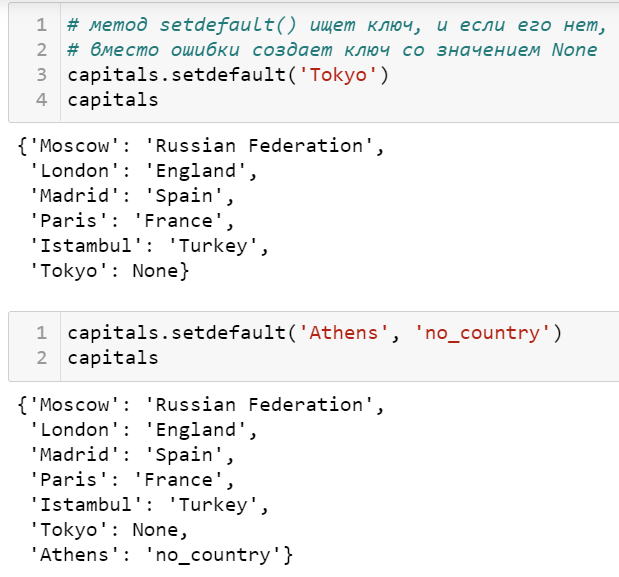 1 # метод setdefault() ищет ключ, и если его нет,
2 # вместо ошибки создает ключ со значением None
3 capitals.setdefault('Tokyo')
4 capitals
{'Moscow': 'Russian Federation',
'London': 'England',
'Madrid': 'Spain',
'Paris': 'France',
'Istambul': 'Turkey',
'Tokyo': None}
1 capitals.setdefault('Athens', 'no_country')
2 capitals
{'Moscow': 'Russian Federation',
'London': 'England',
'Madrid': 'Spain',
'Paris': 'France',
'Istambul': 'Turkey',
'Tokyo': None,
'Athens': 'no_country'}